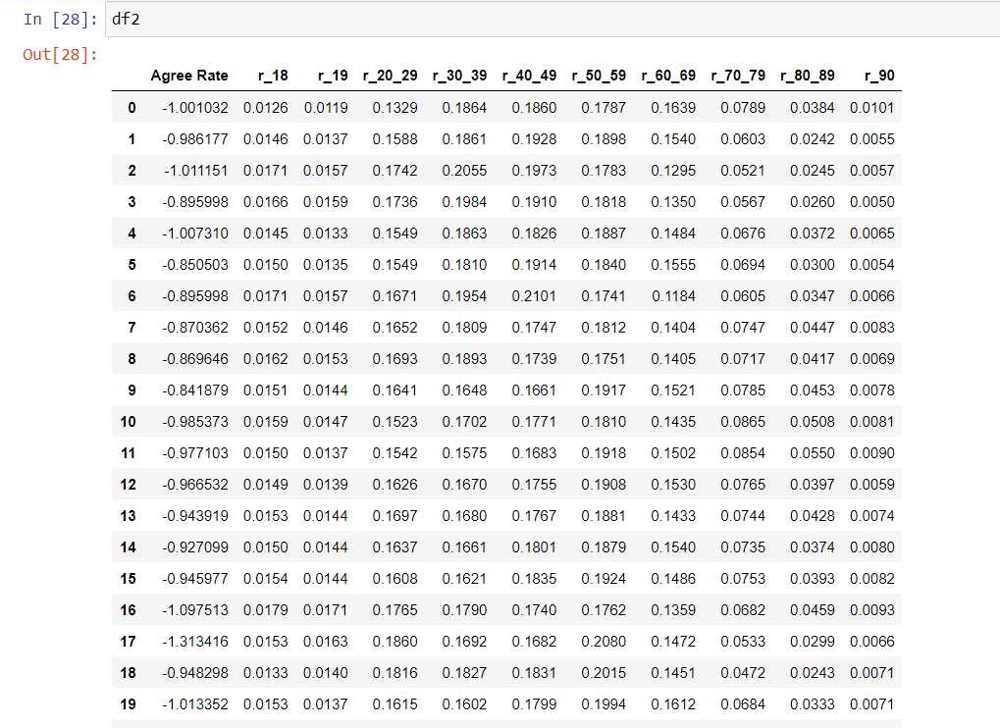 In [28]: df2
Out[28]:
Agree Rate r_18 r_19 r_20_29 r_30_39 r_40_49 r_50_59 r_60_69 r_70_79 r_80_89 r_90
0 -1.001032 0.0126 0.0119 0.1329 0.1864 0.1860 0.1787 0.1639 0.0789 0.0384 0.0101
1 -0.986177 0.0146 0.0137 0.1588 0.1861 0.1928 0.1898 0.1540 0.0603 0.0242 0.0055
2 -1.011151 0.0171 0.0157 0.1742 0.2055 0.1973 0.1783 0.1295 0.0521 0.0245 0.0057
3 -0.895998 0.0166 0.0159 0.1736 0.1984 0.1910 0.1818 0.1350 0.0567 0.0260 0.0050
4 -1.007310 0.0145 0.0133 0.1549 0.1863 0.1826 0.1887 0.1484 0.0676 0.0372 0.0065
5 -0.850503 0.0150 0.0135 0.1549 0.1810 0.1914 0.1840 0.1555 0.0694 0.0300 0.0054
6 -0.895998 0.0171 0.0157 0.1671 0.1954 0.2101 0.1741 0.1184 0.0605 0.0347 0.0066
7 -0.870362 0.0152 0.0146 0.1652 0.1809 0.1747 0.1812 0.1404 0.0747 0.0447 0.0083
8 -0.869646 0.0162 0.0153 0.1693 0.1893 0.1739 0.1751 0.1405 0.0717 0.0417 0.0069
9 -0.841879 0.0151 0.0144 0.1641 0.1648 0.1661 0.1917 0.1521 0.0785 0.0453 0.0078
10 -0.985373 0.0159 0.0147 0.1523 0.1702 0.1771 0.1810 0.1435 0.0865 0.0508 0.0081
11 -0.977103 0.0150 0.0137 0.1542 0.1575 0.1683 0.1918 0.1502 0.0854 0.0550 0.0090
12 -0.966532 0.0149 0.0139 0.1626 0.1670 0.1755 0.1908 0.1530 0.0765 0.0397 0.0059
13 -0.943919 0.0153 0.0144 0.1697 0.1680 0.1767 0.1881 0.1433 0.0744 0.0428 0.0074
14 -0.927099 0.0150 0.0144 0.1637 0.1661 0.1801 0.1879 0.1540 0.0735 0.0374 0.0080
15 -0.945977 0.0154 0.0144 0.1608 0.1621 0.1835 0.1924 0.1486 0.0753 0.0393 0.0082
16 -1.097513 0.0179 0.0171 0.1765 0.1790 0.1740 0.1762 0.1359 0.0682 0.0459 0.0093
17 -1.313416 0.0153 0.0163 0.1860 0.1692 0.1682 0.2080 0.1472 0.0533 0.0299 0.0066
18 -0.948298 0.0133 0.0140 0.1816 0.1827 0.1831 0.2015 0.1451 0.0472 0.0243 0.0071
19 -1.013352 0.0153 0.0137 0.1615 0.1602 0.1799 0.1994 0.1612 0.0684 0.0333 0.0071